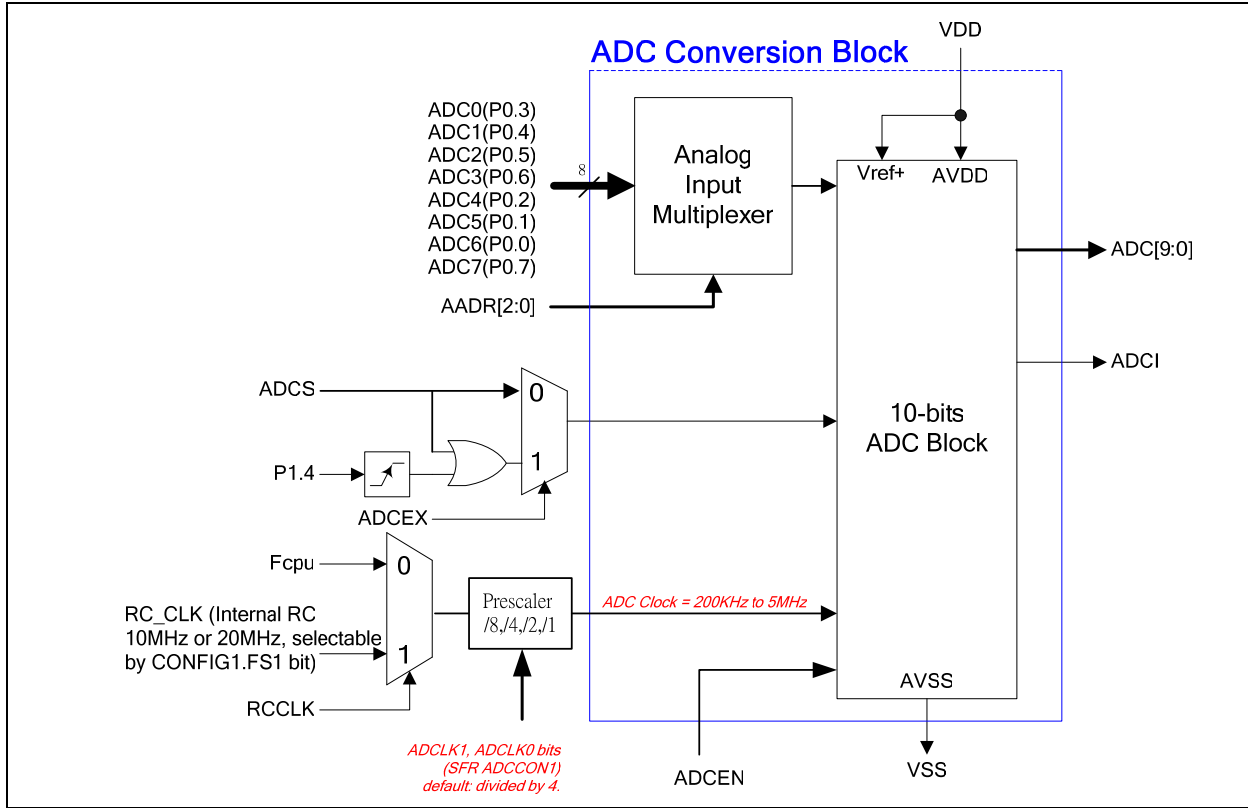 VDD
ADC Conversion Block
ADC0(P0.3)
ADC1(P0.4)
ADC2(P0.5)
ADC3(P0.6)
ADC4(P0.2)
ADC5(P0.1)
ADC6(P0.0)
ADC7(P0.7)
8
Analog
Input
Multiplexer
Vref+
AVDD
ADC[9:0]
AADR[2:0]
ADCI
ADCS
0
1
10-bits
ADC Block
P1.4
ADCEX
Fcpu
0
RC_CLK (Internal RC
10MHz or 20MHz, selectable
by CONFIG1.FS1 bit)
1
Prescaler
/8,/4,/2,/1
ADC Clock = 200KHz to 5MHz
RCCLK
AVSS
ADCLK1, ADCLK0 bits
(SFR ADCCON1)
default: divided by 4.
ADCEN
VSS